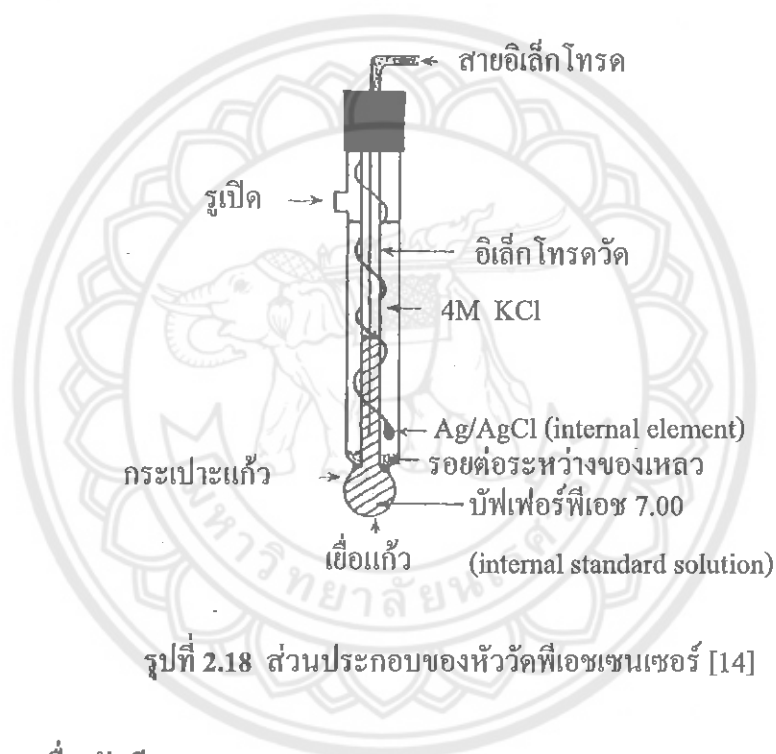 สายอิเล็กโทรด
รูเปิด
อิเล็กโทรดวัด
4M KCl
Ag/AgCl (internal element)
รอยต่อระหว่างของเหลว
กระเปาะแก้ว
บัฟเฟอร์พีเอช 7.00
เยื่อแก้ว
(internal standard solution)
รูปที่ 2.18 ส่วนประกอบของหัววัดพีเอชเซนเซอร์ [14]